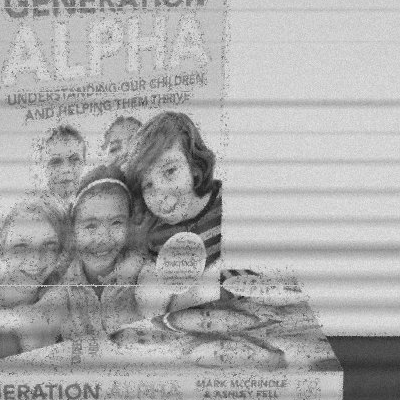 GENERATION
ALPHA
UNDERSTANDING OUR CHILDREN
AND HELPING THEM THRIVE
ERATION ALPHA
MARK MCCRINDLE
& ASHLEY FELL